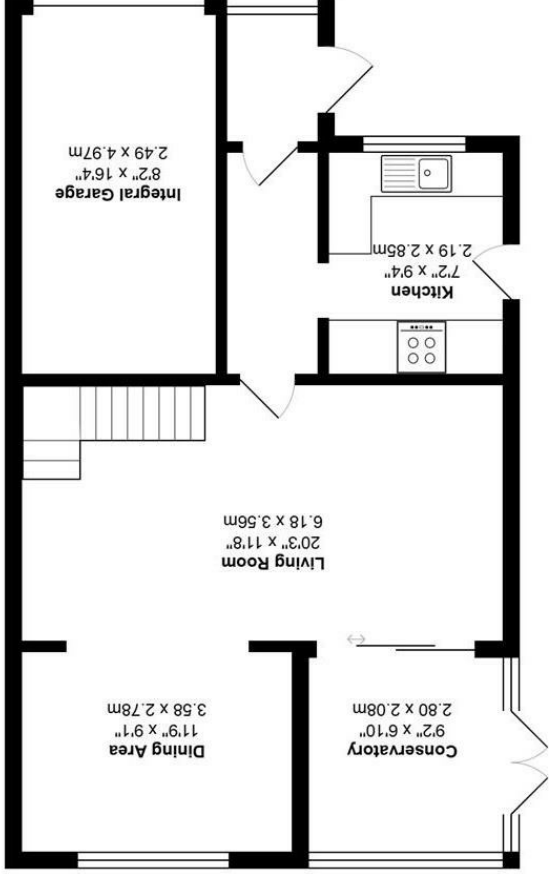 Conservatory
9'2" x 6'10"
2.80 x 2.08m
Dining Area
11'9" x 9'1"
3.58 x 2.78m
Living Room
20'3" x 11'8"
6.18 x 3.56m
Kitchen
7'2" x 9'4"
2.19 x 2.85m
Integral Garage
8'2" x 16'4"
2.49 x 4.97m